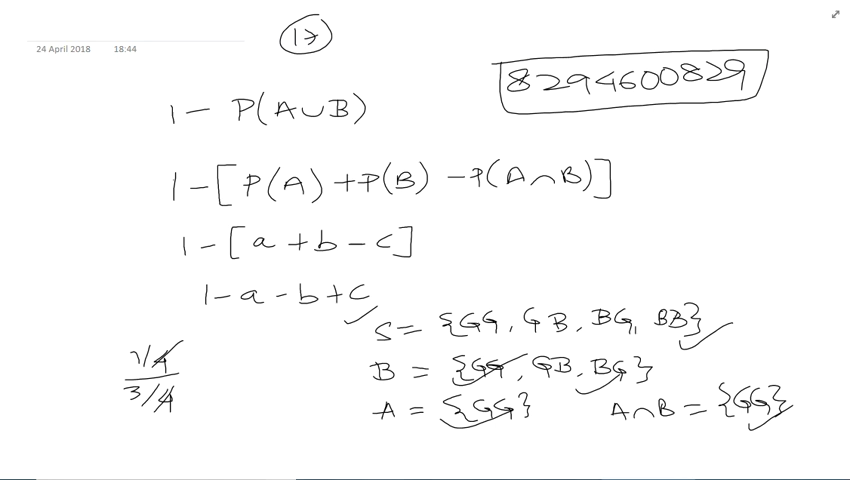 17
24 April 2018 18:44
8294600829
1 - P(A∪B)
1 - [P(A) + P(B) - P(A∩B)]
1 - [a + b - c]
1 - a - b + c
S = {GG, GB, BG, BB}
1/4
3/4
B = {GG, GB, BG}
A = {GG} A∩B = {GG}